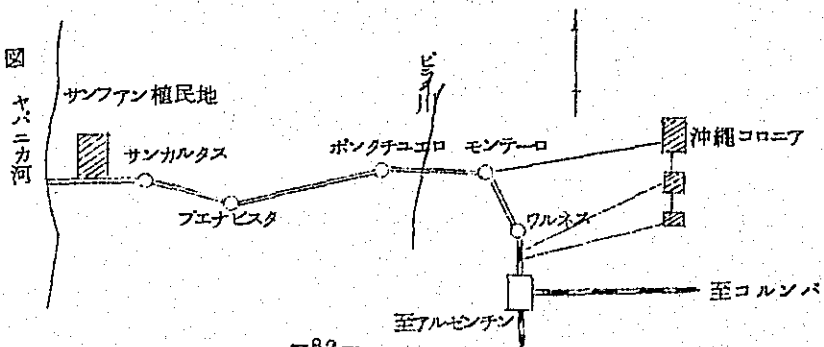 図 ヤパニカ河
サンファン植民地
サンカルタス
ブエナビスタ
ポンタチユエロ
ピライ川
モンテーロ
ワルネス
沖縄コロニア
至コルンバ
至アルゼンチン
—82—